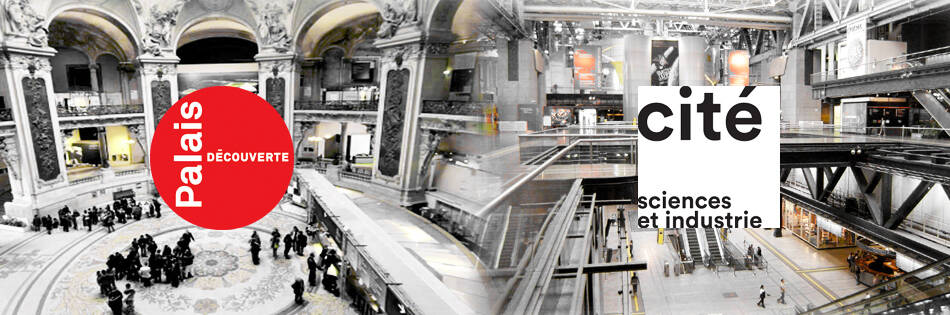 Palais
DÉCOUVERTE
cité
sciences
et industrie